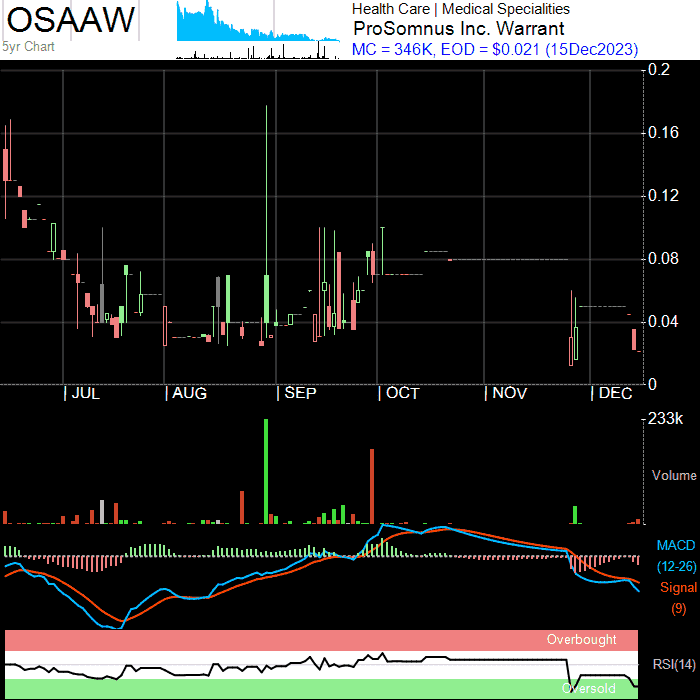 OSAAW
5yr Chart
Health Care | Medical Specialities
ProSomnus Inc. Warrant
MC = 346K, EOD = $0.021 (15Dec2023)
0.2
0.16
0.12
0.08
0.04
0
JUL AUG SEP OCT NOV DEC
233k
Volume
MACD
(12-26)
Signal
(9)
Overbought
RSI(14)
Oversold